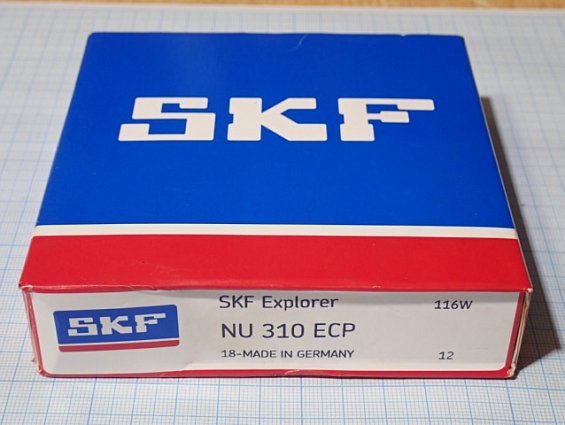 SKF
SKF
SKF Explorer 116W
NU 310 ECP
18-MADE IN GERMANY 12